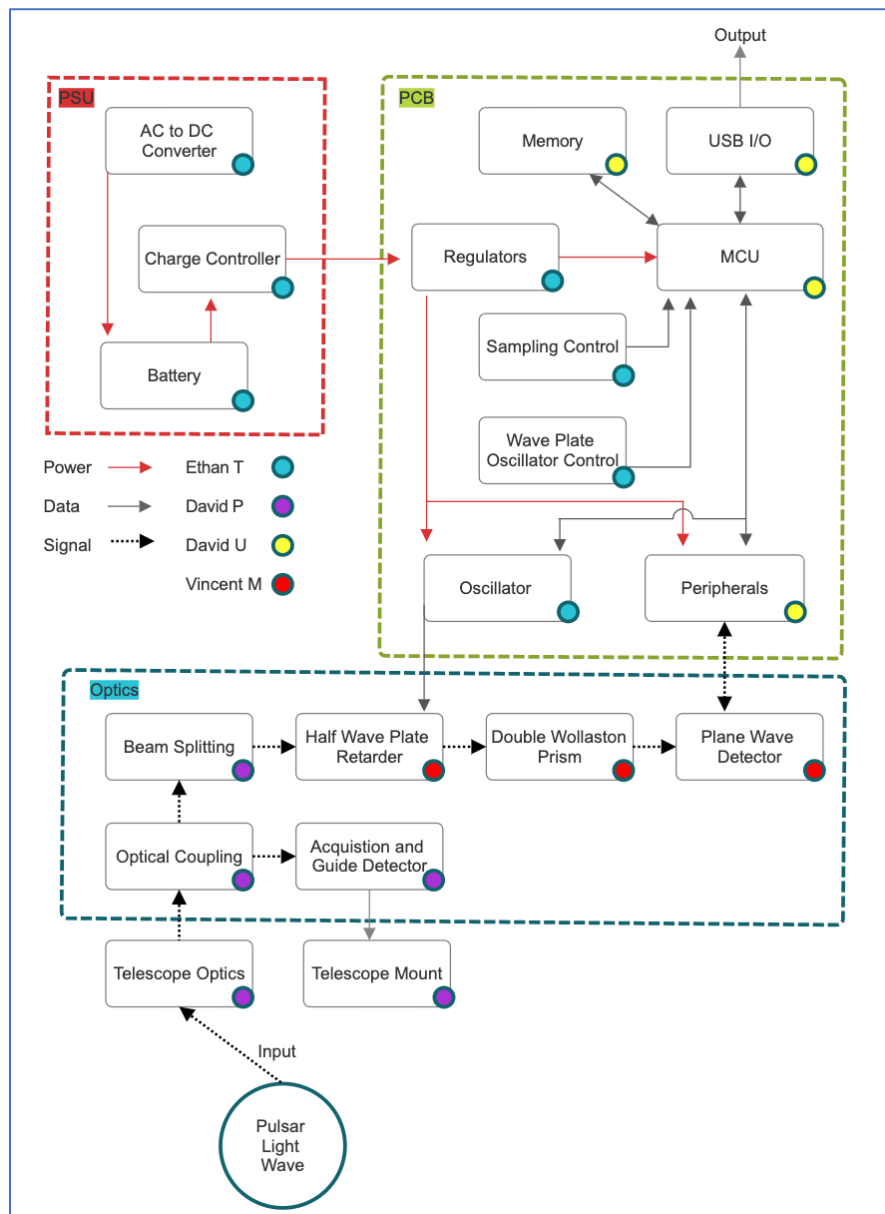 Output
PSU
PCB
AC to DC
Converter
Memory
USB I/O
Charge Controller
Regulators
MCU
Sampling Control
Battery
Wave Plate
Oscillator Control
Power
Ethan T
Data
David P
Signal
David U
Vincent M
Oscillator
Peripherals
Optics
Beam Splitting
Half Wave Plate
Retarder
Double Wollaston
Prism
Plane Wave
Detector
Optical Coupling
Acquistion and
Guide Detector
Telescope Optics
Telescope Mount
Input
Pulsar
Light
Wave